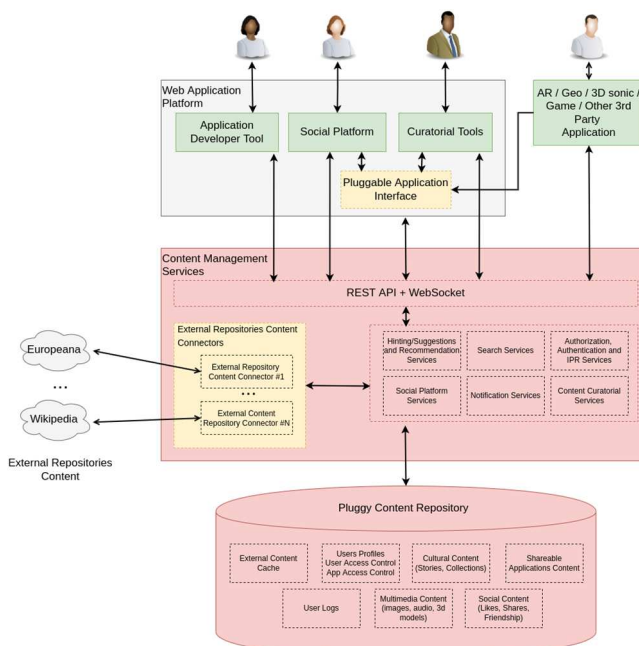 Web Application
Platform
Application
Developer Tool
Social Platform
Curatorial Tools
AR / Geo / 3D sonic /
Game / Other 3rd
Party
Application
Pluggable Application
Interface
Content Management
Services
REST API + WebSocket
External Repositories Content
Connectors
External Repository
Content Connector #1
...
External Content
Repository Connector #N
Hinting/Suggestions
and Recommendation
Services
Search Services
Authorization,
Authentication and
IPR Services
Social Platform
Services
Notification Services
Content Curatorial
Services
Europeana
...
Wikipedia
External Repositories
Content
Pluggy Content Repository
External Content
Cache
Users Profiles
User Access Control
App Access Control
Cultural Content
(Stories, Collections)
Shareable
Applications Content
User Logs
Multimedia Content
(images, audio, 3d
models)
Social Content
(Likes, Shares,
Friendship)